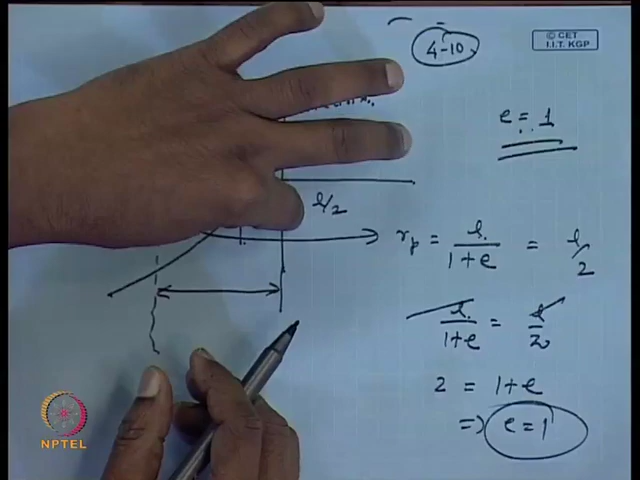 4-10
© CET
I.I.T. KGP
e = 1
l/2
r_p = l/(1+e) = l/2
l/(1+e) = l/2
2 = 1+e
=> e = 1
NPTEL